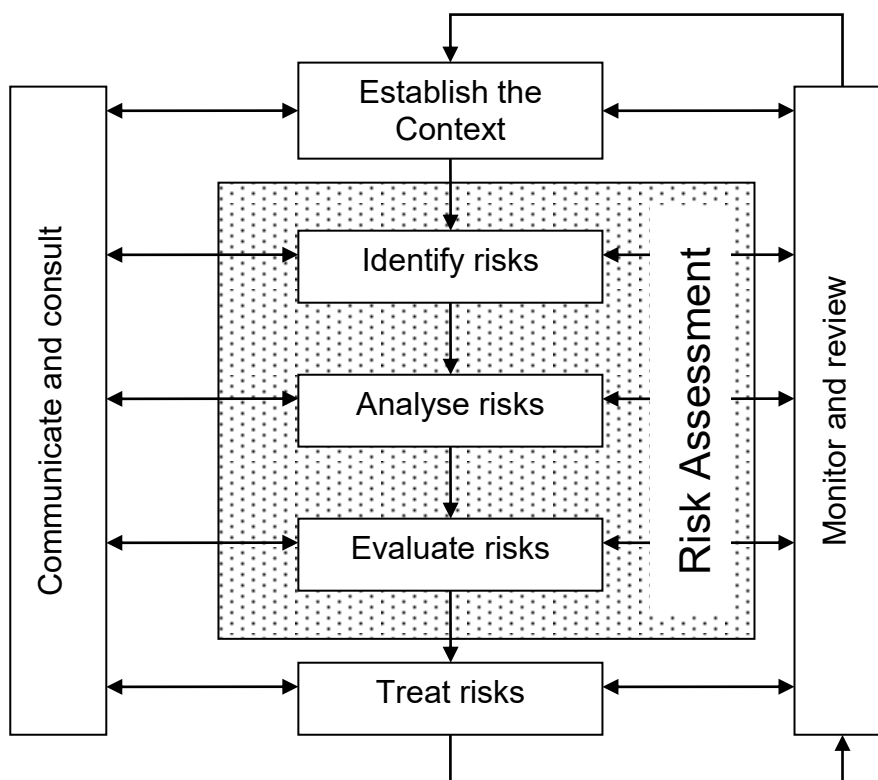 Establish the
Context
Communicate and consult
Identify risks
Analyse risks
Evaluate risks
Risk Assessment
Monitor and review
Treat risks